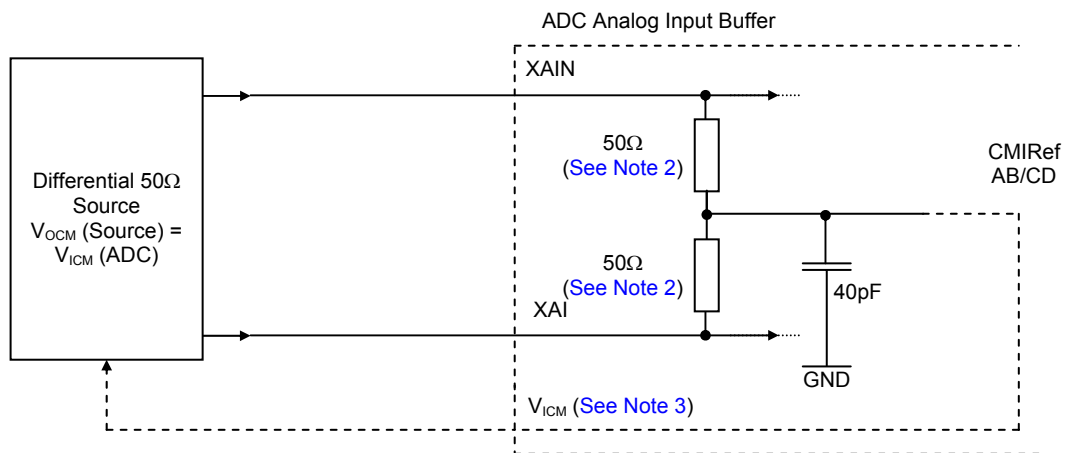 ADC Analog Input Buffer
XAIN
50Ω
(See Note 2)
CMIRef
AB/CD
Differential 50Ω
Source
VOCM (Source) =
VICM (ADC)
50Ω
(See Note 2)
40pF
XAI
GND
VICM (See Note 3)